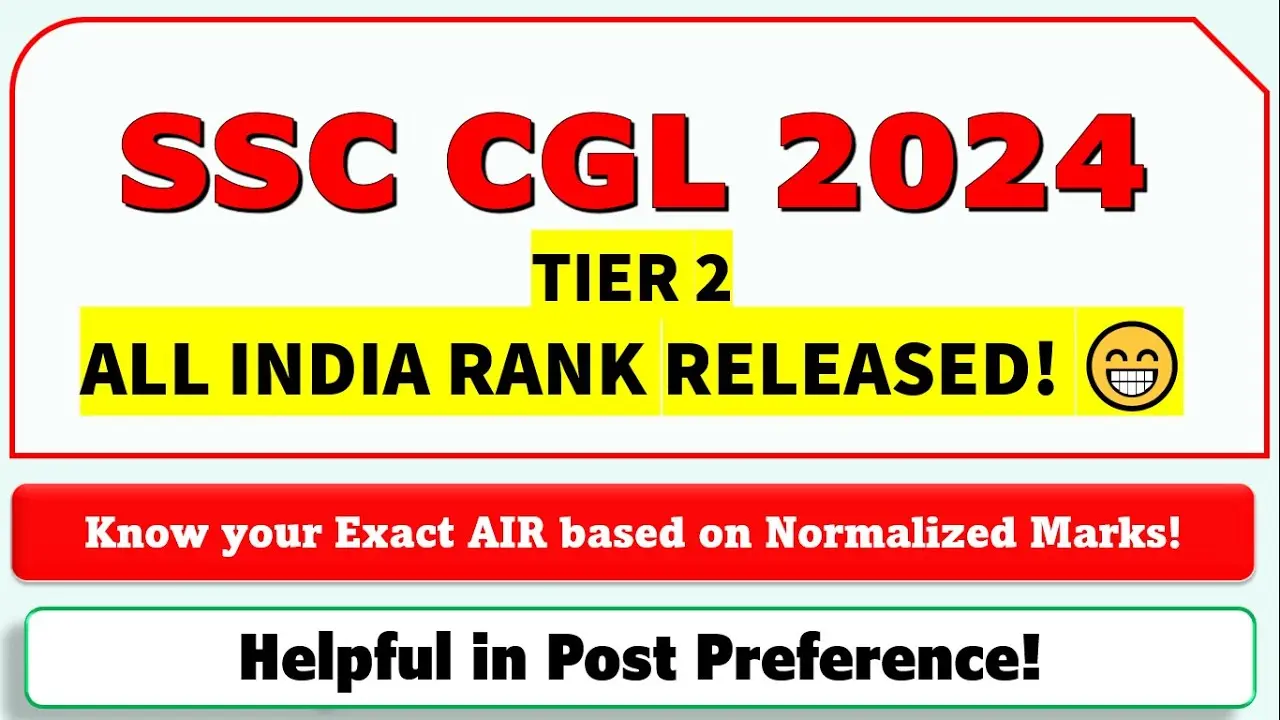 SSC CGL 2024
TIER 2
ALL INDIA RANK RELEASED! 😁
Know your Exact AIR based on Normalized Marks!
Helpful in Post Preference!